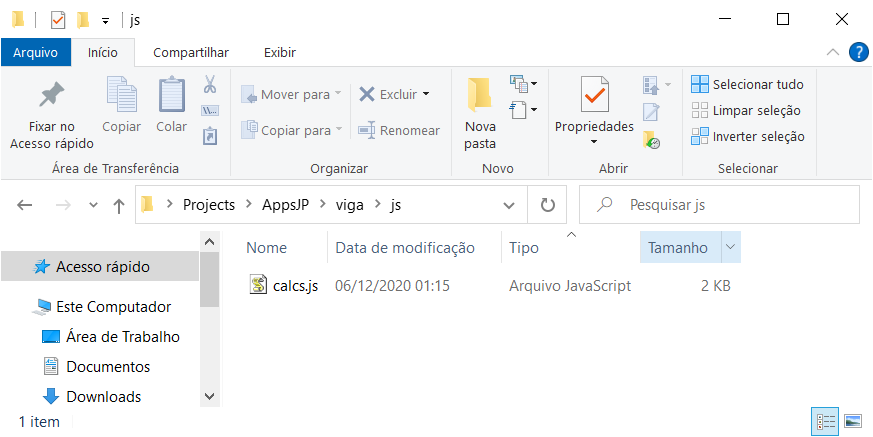 js
Arquivo Início Compartilhar Exibir
Fixar no Acesso rápido
Copiar
Colar
Área de Transferência
Mover para
Copiar para
Excluir
Renomear
Organizar
Nova pasta
Novo
Propriedades
Abrir
Selecionar tudo
Limpar seleção
Inverter seleção
Selecionar
Projects > AppsJP > viga > js
Pesquisar js
Acesso rápido
Este Computador
Área de Trabalho
Documentos
Downloads
Nome Data de modificação Tipo Tamanho
calcs.js 06/12/2020 01:15 Arquivo JavaScript 2 KB
1 item